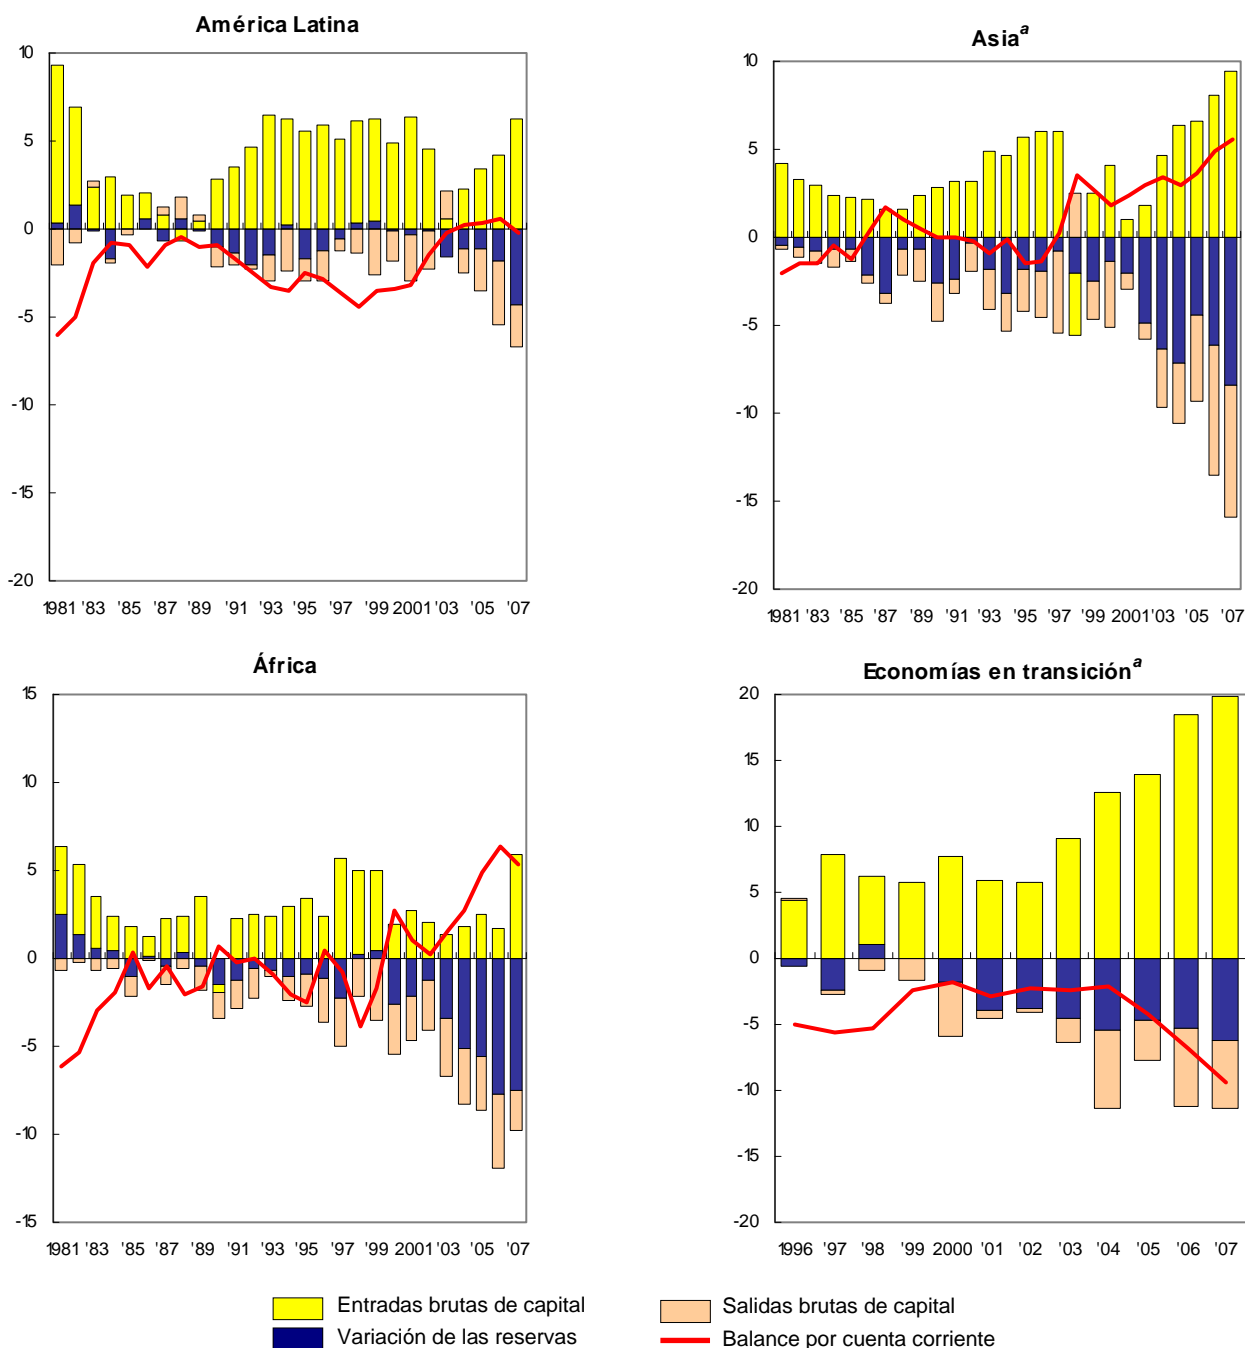 América Latina
10
5
0
-5
-10
-15
-20
1981 '83 '85 '87 '89 '91 '93 '95 '97 '99 2001 '03 '05 '07
Asiaª
10
5
0
-5
-10
-15
-20
1981 '83 '85 '87 '89 '91 '93 '95 '97 '99 2001 '03 '05 '07
África
15
10
5
0
-5
-10
-15
1981 '83 '85 '87 '89 '91 '93 '95 '97 '99 2001 '03 '05 '07
Economías en transiciónª
20
15
10
5
0
-5
-10
-15
-20
1996 '97 '98 '99 2000 '01 '02 '03 '04 '05 '06 '07
Entradas brutas de capital
Variación de las reservas
Salidas brutas de capital
Balance por cuenta corriente